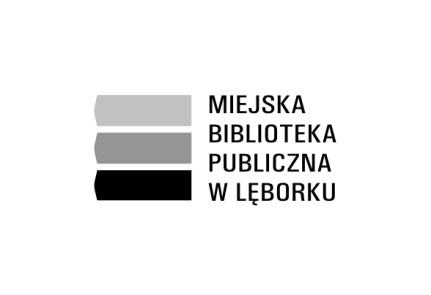 MIEJSKA
BIBLIOTEKA
PUBLICZNA
W LĘBORKU